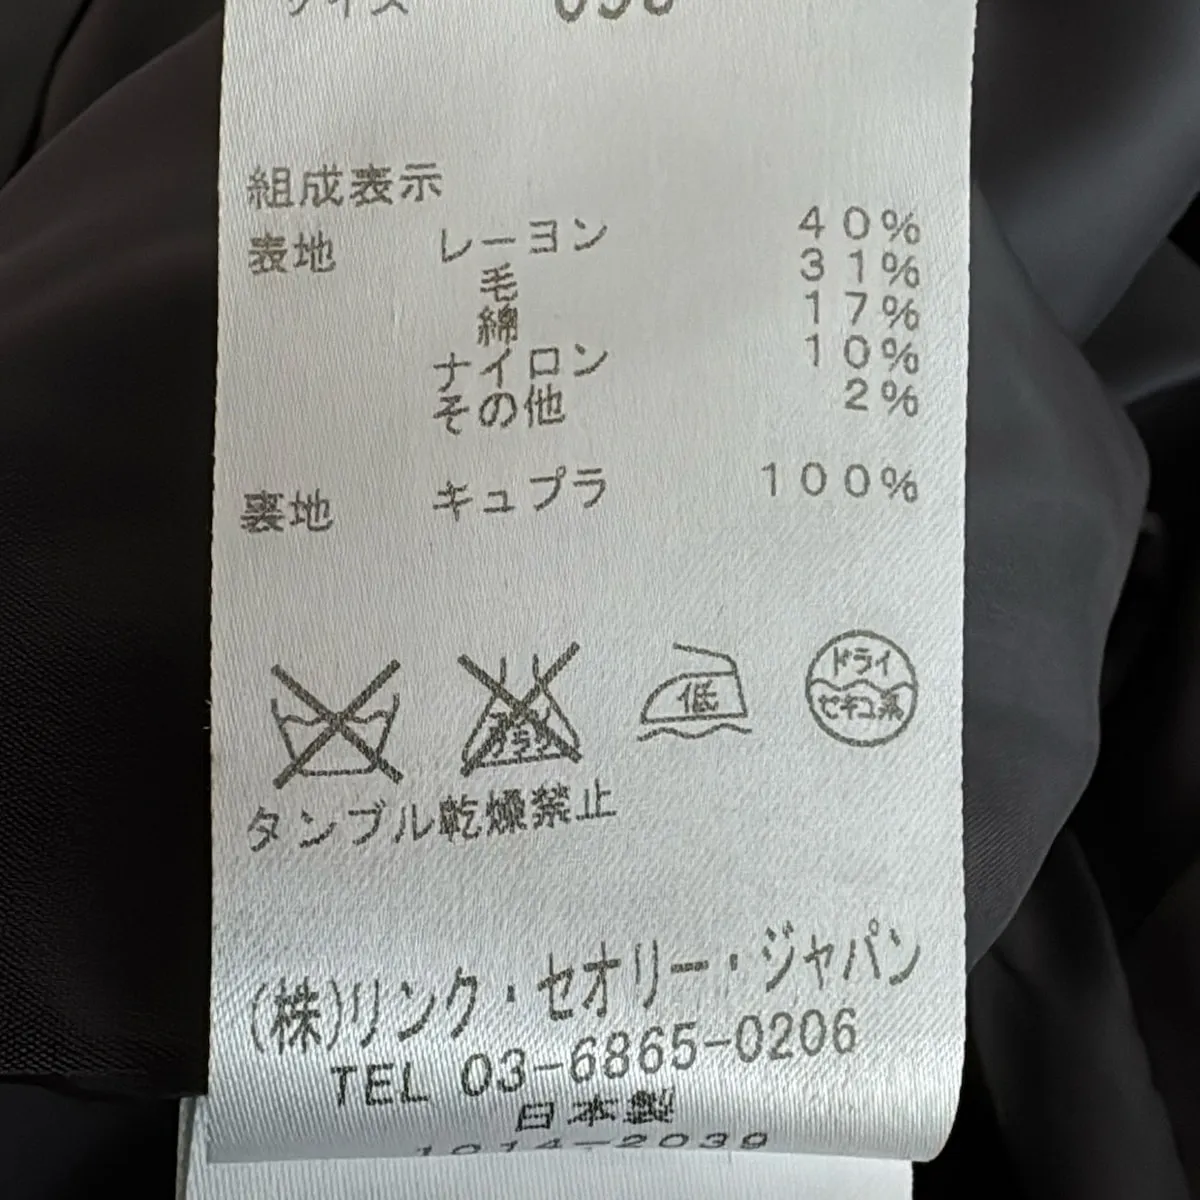 サイズ
組成表示
表地 レーヨン 40%
毛 31%
綿 17%
ナイロン 10%
その他 2%
裏地 キュプラ 100%
低
ドライ
セキユ系
タンブル乾燥禁止
(株)リンク・セオリー・ジャパン
TEL 03-6865-0206
日本製